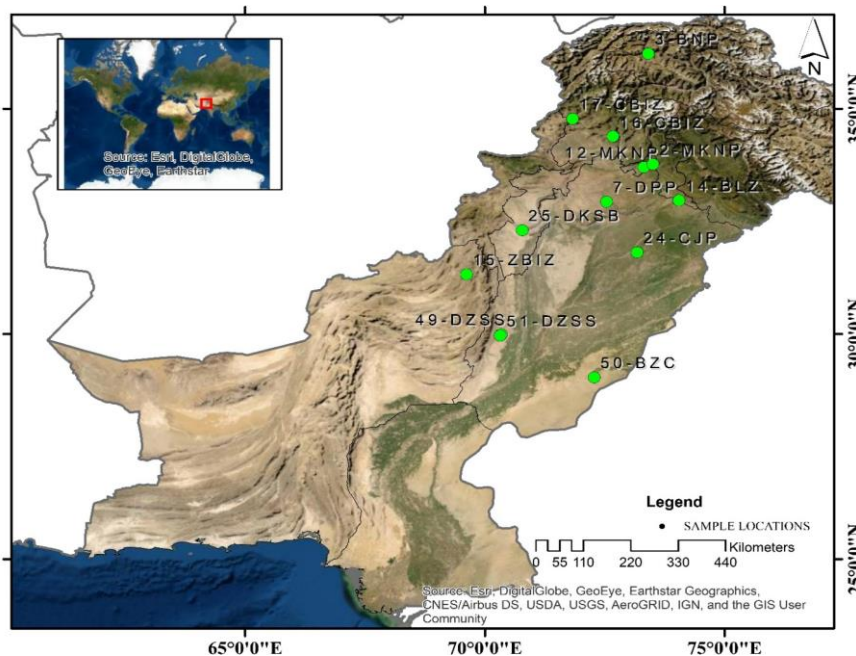 3-BNP
N
Source: Esri, DigitalGlobe,
GeoEye, Earthstar
17-CBIZ
16-CBIZ
12-MKNP
2-MKNP
7-DPP
14-BLZ
25-DKSB
24-CJP
15-ZBIZ
49-DZSS
51-DZSS
50-BZC
35°0'0"N
30°0'0"N
25°0'0"N
Legend
SAMPLE LOCATIONS
Kilometers
0 55 110 220 330 440
Source: Esri, DigitalGlobe, GeoEye, Earthstar Geographics,
CNES/Airbus DS, USDA, USGS, AeroGRID, IGN, and the GIS User
Community
65°0'0"E
70°0'0"E
75°0'0"E